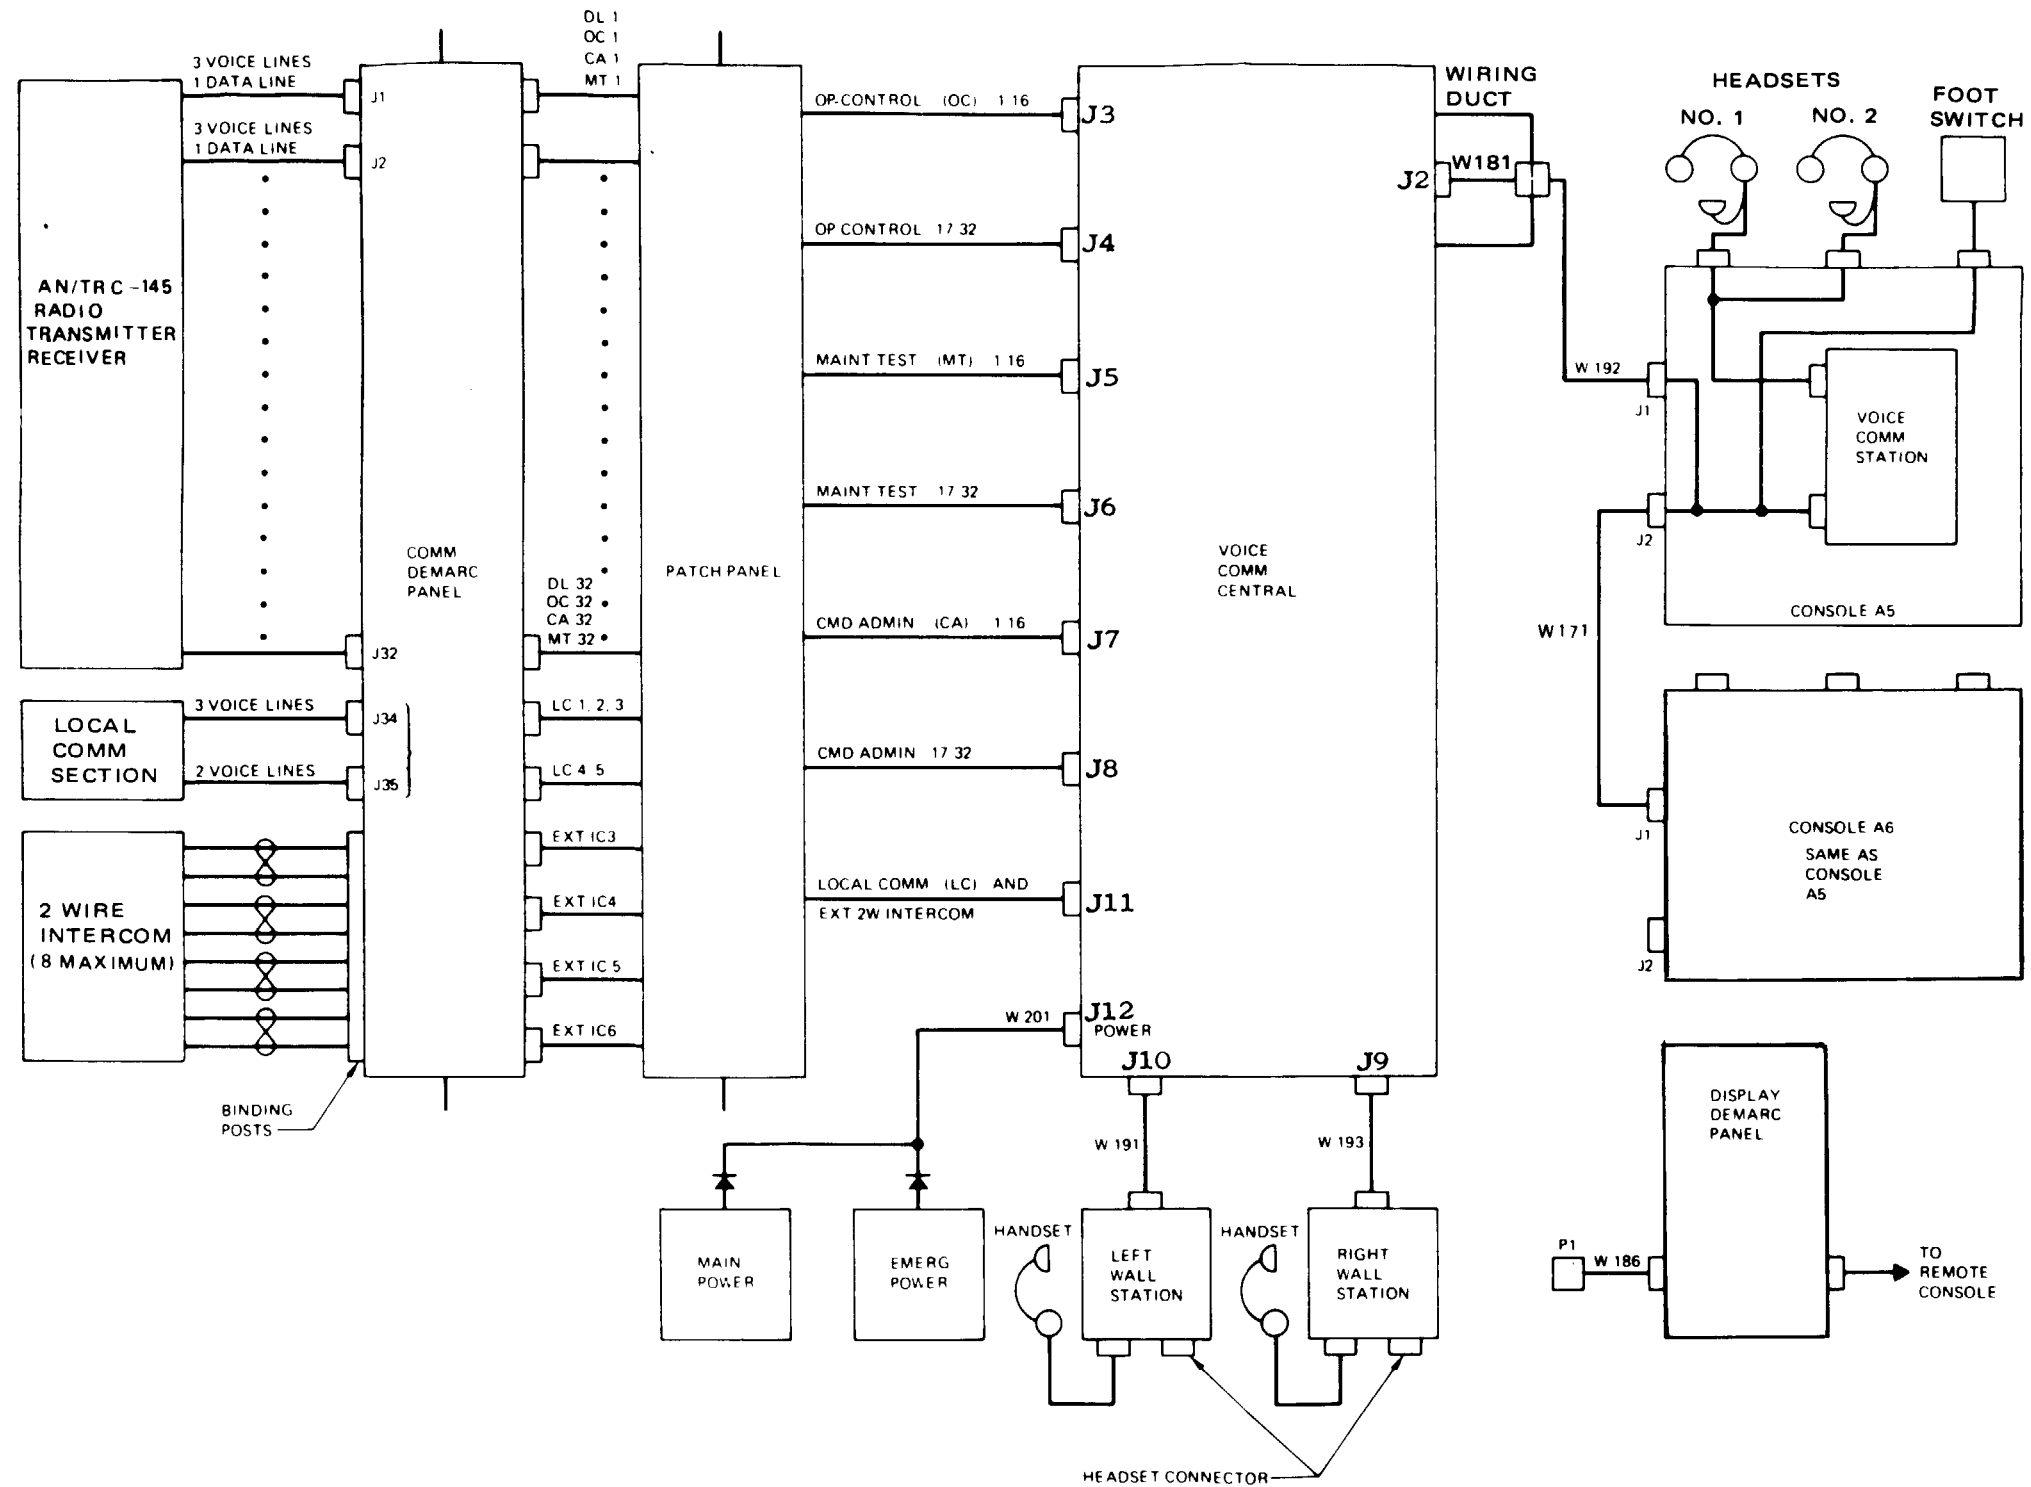 3 VOICE LINES
1 DATA LINE
J1
3 VOICE LINES
1 DATA LINE
J2
AN/TRC-145
RADIO
TRANSMITTER
RECEIVER
J32
LOCAL
COMM
SECTION
3 VOICE LINES
J34
2 VOICE LINES
J35
2 WIRE
INTERCOM
(8 MAXIMUM)
BINDING
POSTS
COMM
DEMARC
PANEL
DL 1
OC 1
CA 1
MT 1
DL 32
OC 32
CA 32
MT 32
LC 1, 2, 3
LC 4 5
EXT IC3
EXT IC4
EXT IC 5
EXT IC6
PATCH PANEL
OP-CONTROL (OC) 1 16
J3
OP CONTROL 17 32
J4
MAINT TEST (MT) 1 16
J5
MAINT TEST 17 32
J6
CMD ADMIN (CA) 1 16
J7
CMD ADMIN 17 32
J8
LOCAL COMM (LC) AND
EXT 2W INTERCOM
J11
W 201
J12
POWER
VOICE
COMM
CENTRAL
J10
J9
W 191
W 193
MAIN
POWER
EMERG
POWER
HANDSET
LEFT
WALL
STATION
HANDSET
RIGHT
WALL
STATION
HEADSET CONNECTOR
WIRING
DUCT
J2
W181
HEADSETS
NO. 1
NO. 2
FOOT
SWITCH
W 192
J1
J2
VOICE
COMM
STATION
CONSOLE A5
W171
J1
CONSOLE A6
SAME AS
CONSOLE
A5
J2
DISPLAY
DEMARC
PANEL
P1
W 186
TO
REMOTE
CONSOLE